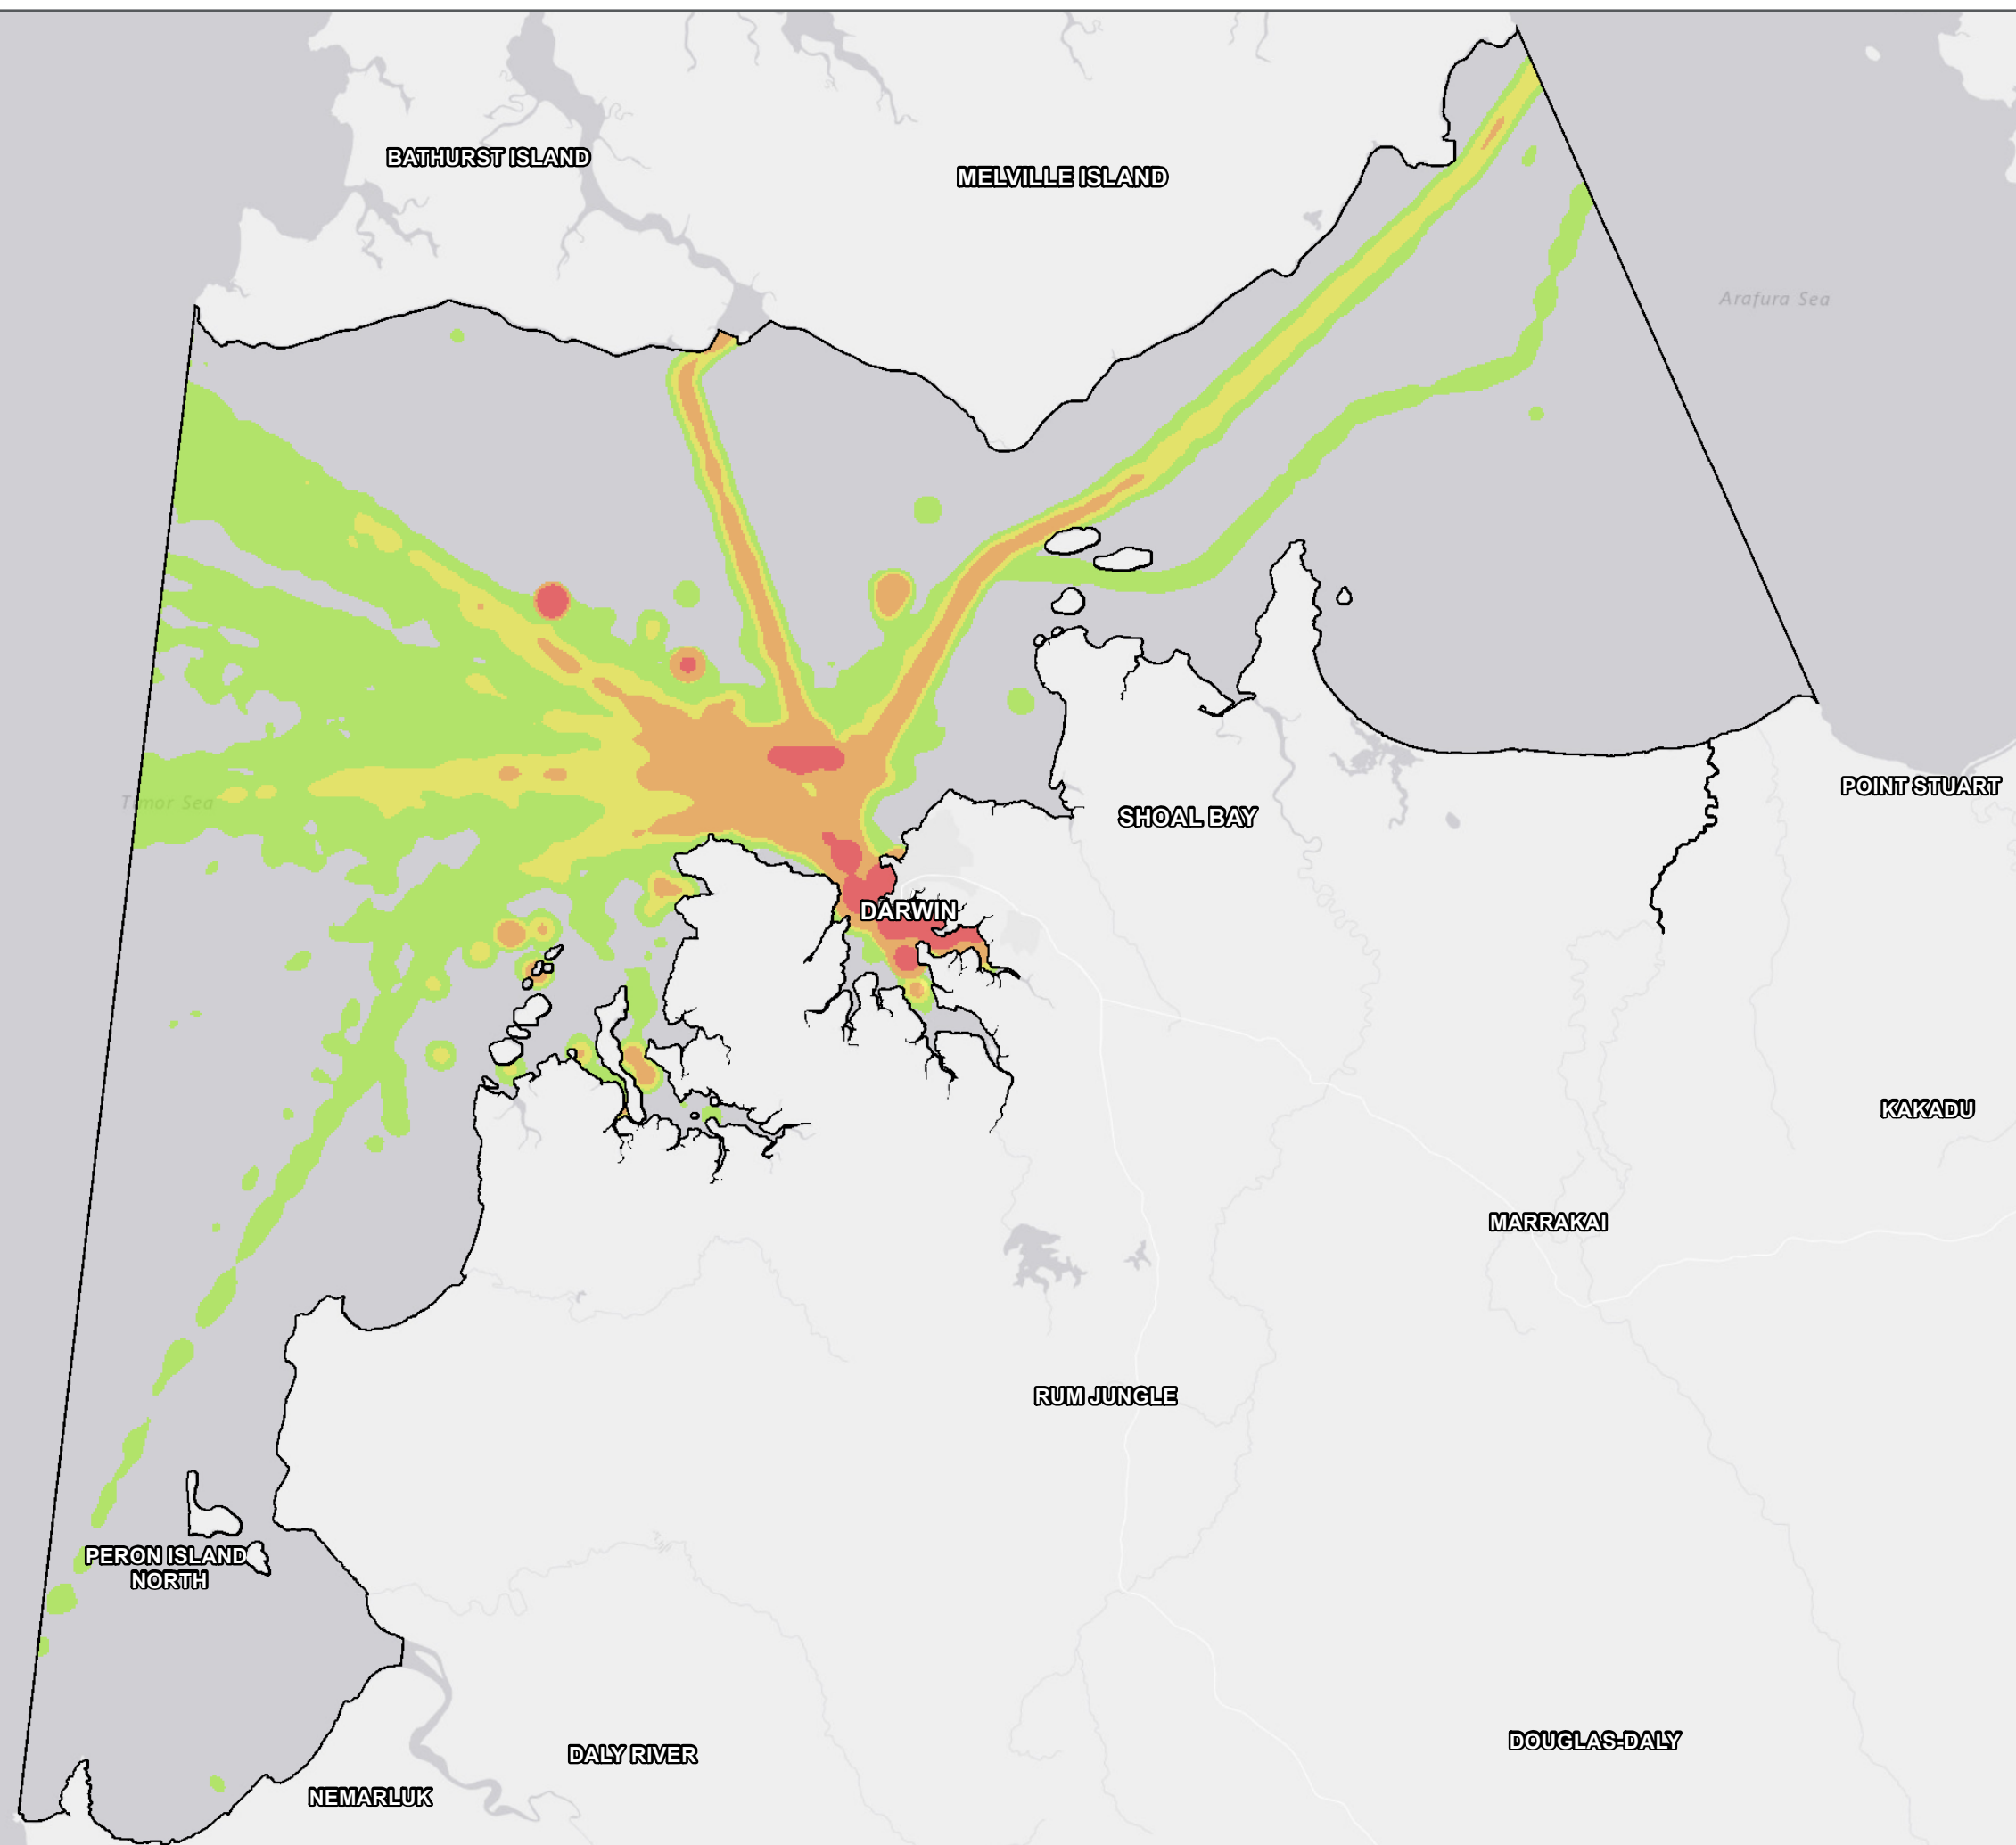 BATHURST ISLAND
MELVILLE ISLAND
Arafura Sea
Timor Sea
POINT STUART
SHOAL BAY
DARWIN
KAKADU
MARRAKAI
RUM JUNGLE
PERON ISLAND
NORTH
DOUGLAS-DALY
DALY RIVER
NEMARLUK